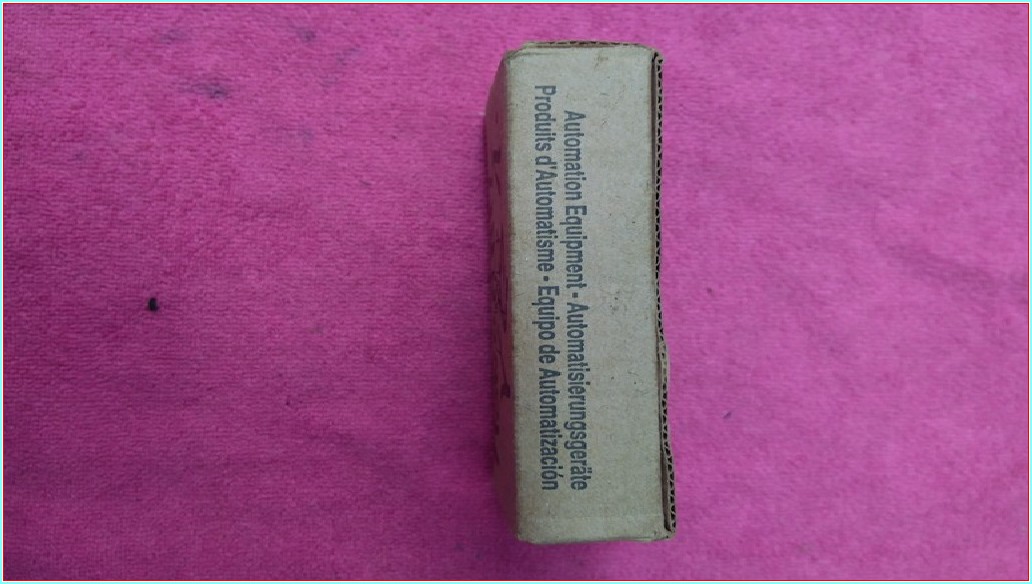 Automation Equipment • Automatisierungsgeräte
Produits d'Automatisme • Equipo de Automatización